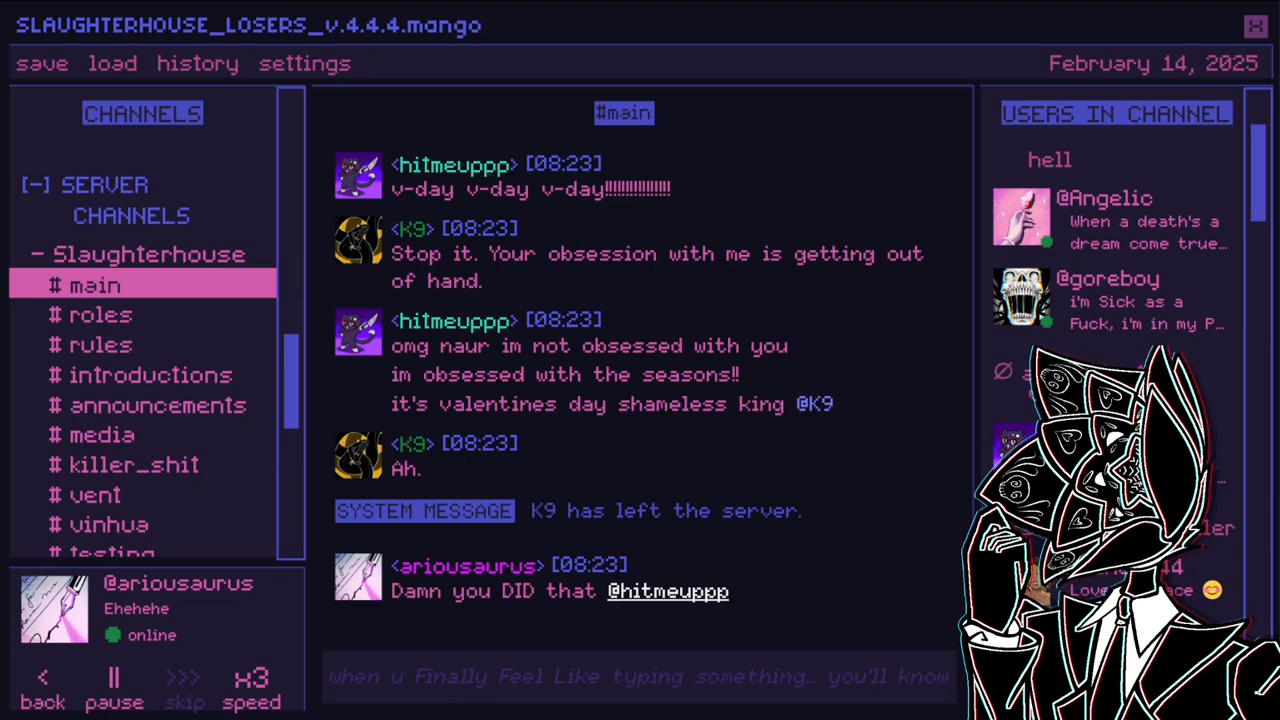 SLAUGHTERHOUSE_LOSERS_v.4.4.4.mango
save load history settings
February 14, 2025
CHANNELS
[-] SERVER
CHANNELS
- Slaughterhouse
# main
# roles
# rules
# introductions
# announcements
# media
# killer_shit
# vent
# vinhua
# testing
@ariousaurus
Ehehehe
online
< || >>> x3
back pause skip speed
#main
<hitmeuppp> [08:23]
v-day v-day v-day!!!!!!!!!!!!!!!
<K9> [08:23]
Stop it. Your obsession with me is getting out
of hand.
<hitmeuppp> [08:23]
omg naur im not obsessed with you
im obsessed with the seasons!!
it's valentines day shameless king @K9
<K9> [08:23]
Ah.
SYSTEM MESSAGE K9 has left the server.
<ariousaurus> [08:23]
Damn you DID that @hitmeuppp
when u Finally Feel Like typing something… you'll know
USERS IN CHANNEL
hell
@Angelic
When a death's a
dream come true…
@goreboy
i'm Sick as a
Fuck, i'm in my P…